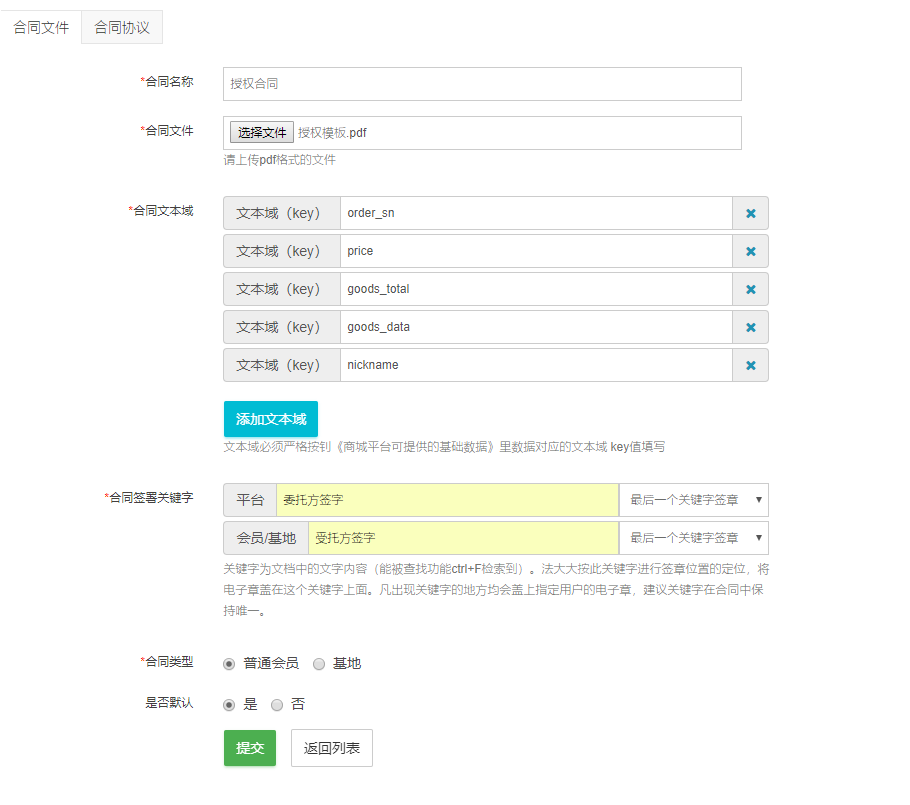 合同文件 合同协议
*合同名称 授权合同
*合同文件 选择文件 授权模板.pdf
请上传pdf格式的文件
*合同文本域 文本域（key） order_sn ×
文本域（key） price ×
文本域（key） goods_total ×
文本域（key） goods_data ×
文本域（key） nickname ×
添加文本域
文本域必须严格按钊《商城平台可提供的基础数据》里数据对应的文本域 key值填写
*合同签署关键字 平台 委托方签字 最后一个关键字签章
会员/基地 受托方签字 最后一个关键字签章
关键字为文档中的文字内容（能被查找功能ctrl+F检索到）。法大大按此关键字进行签章位置的定位，将
电子章盖在这个关键字上面。凡出现关键字的地方均会盖上指定用户的电子章，建议关键字在合同中保
持唯一。
*合同类型 普通会员 基地
是否默认 是 否
提交 返回列表